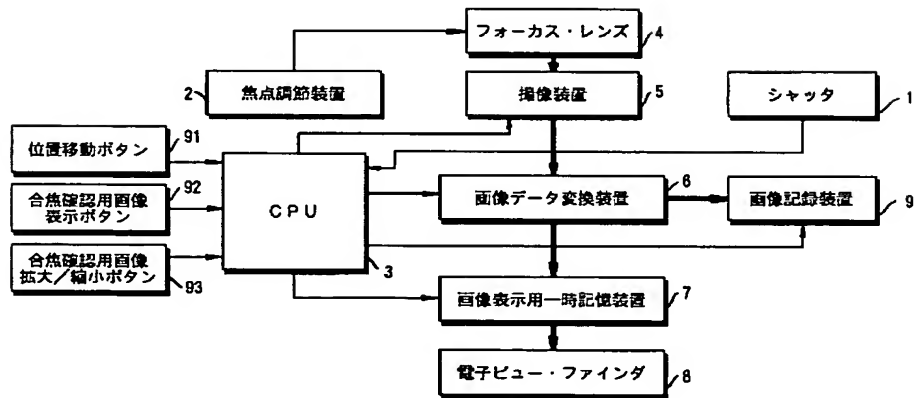 フォーカス・レンズ
4
2
焦点調節装置
撮像装置
5
シャッタ
1
91
位置移動ボタン
92
合焦確認用画像
表示ボタン
合焦確認用画像
拡大/縮小ボタン
93
CPU
3
画像データ変換装置
6
画像記録装置
9
画像表示用一時記憶装置
7
電子ビュー・ファインダ
8